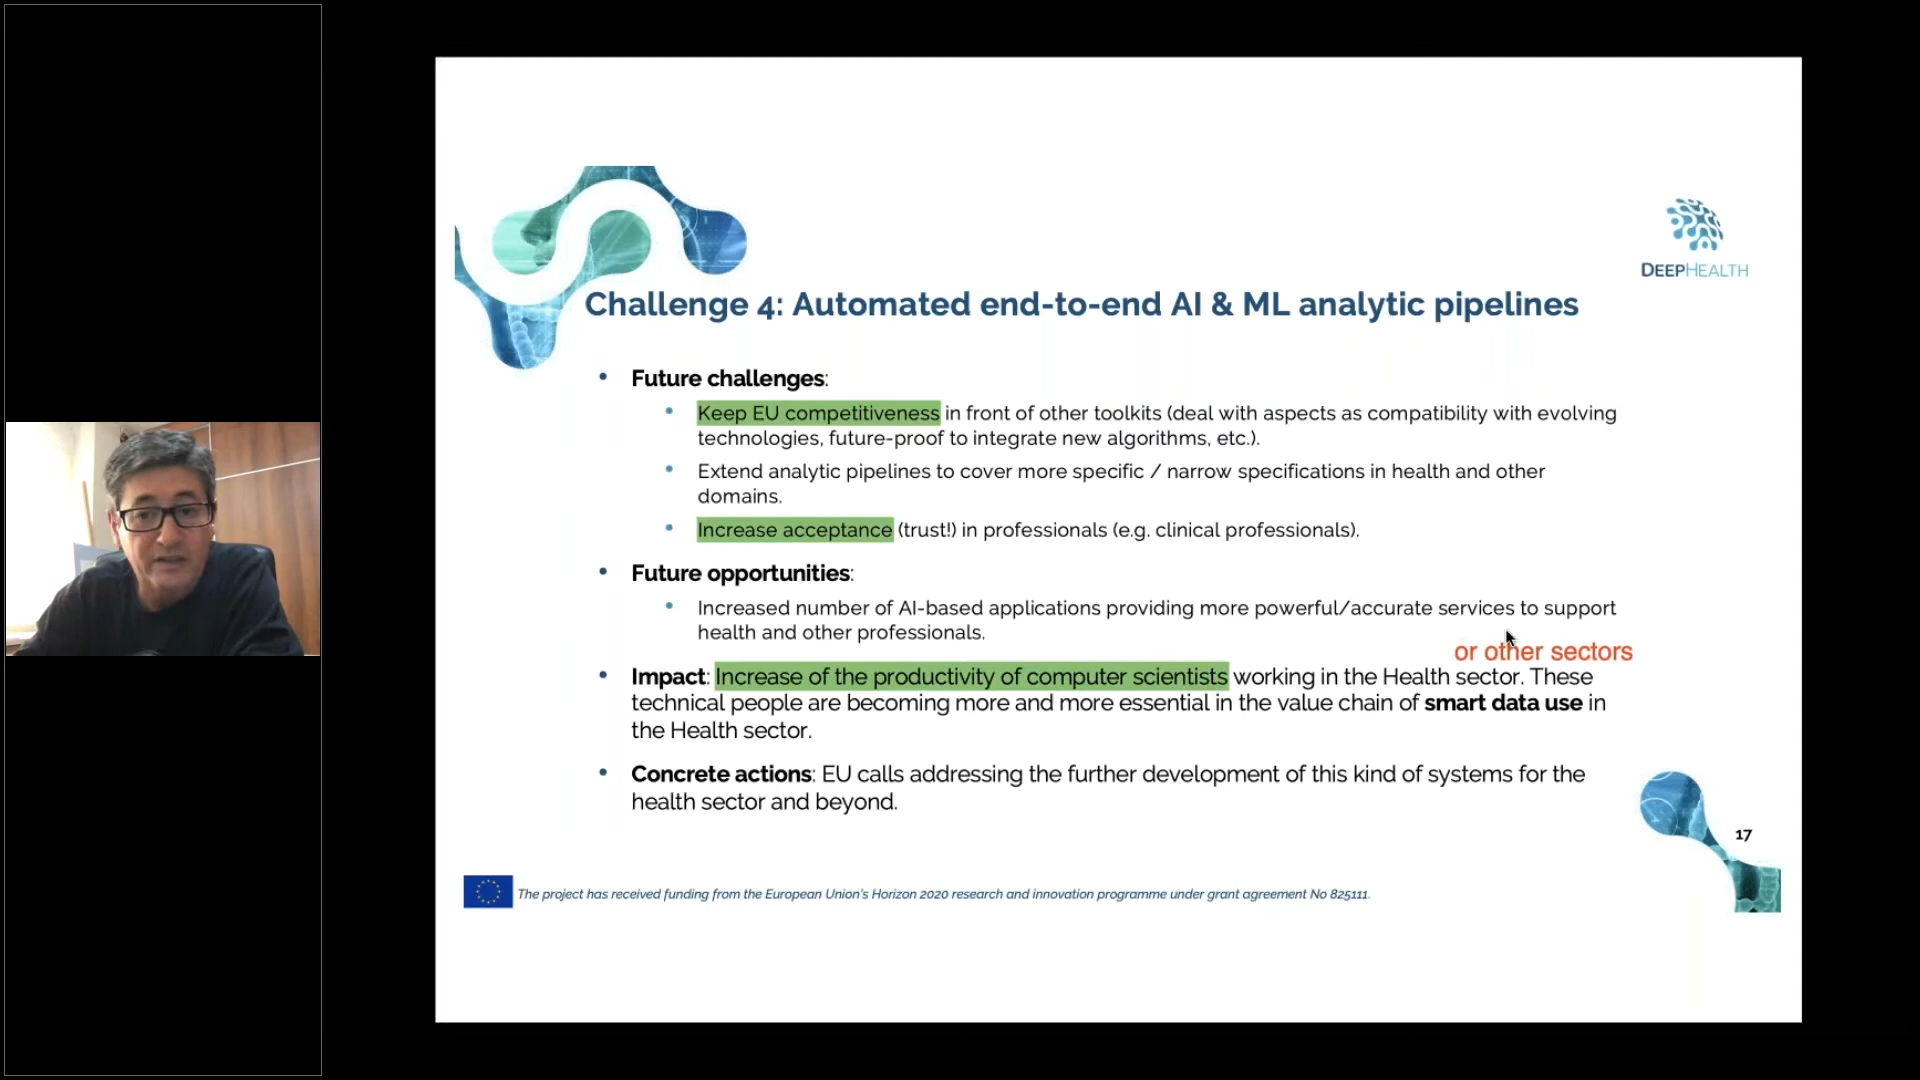 DEEPHEALTH
Challenge 4: Automated end-to-end AI & ML analytic pipelines
• Future challenges:
• Keep EU competitiveness in front of other toolkits (deal with aspects as compatibility with evolving
technologies, future-proof to integrate new algorithms, etc.).
• Extend analytic pipelines to cover more specific / narrow specifications in health and other
domains.
• Increase acceptance (trust!) in professionals (e.g. clinical professionals).
• Future opportunities:
• Increased number of AI-based applications providing more powerful/accurate services to support
health and other professionals.
or other sectors
• Impact: Increase of the productivity of computer scientists working in the Health sector. These
technical people are becoming more and more essential in the value chain of smart data use in
the Health sector.
• Concrete actions: EU calls addressing the further development of this kind of systems for the
health sector and beyond.
17
The project has received funding from the European Union's Horizon 2020 research and innovation programme under grant agreement No 825111.